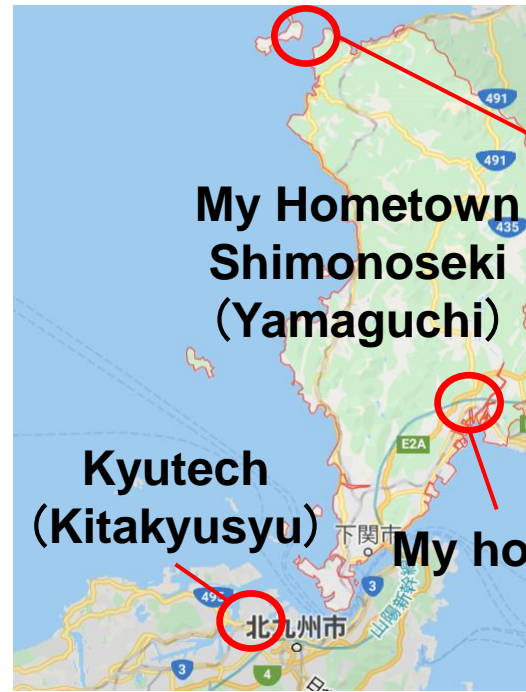 491
491
My Hometown
435
Shimonoseki
（Yamaguchi）
E2A
Kyutech
（Kitakyusyu）
下関市
My ho
3
山陽新幹線
495
北九州市
3
4